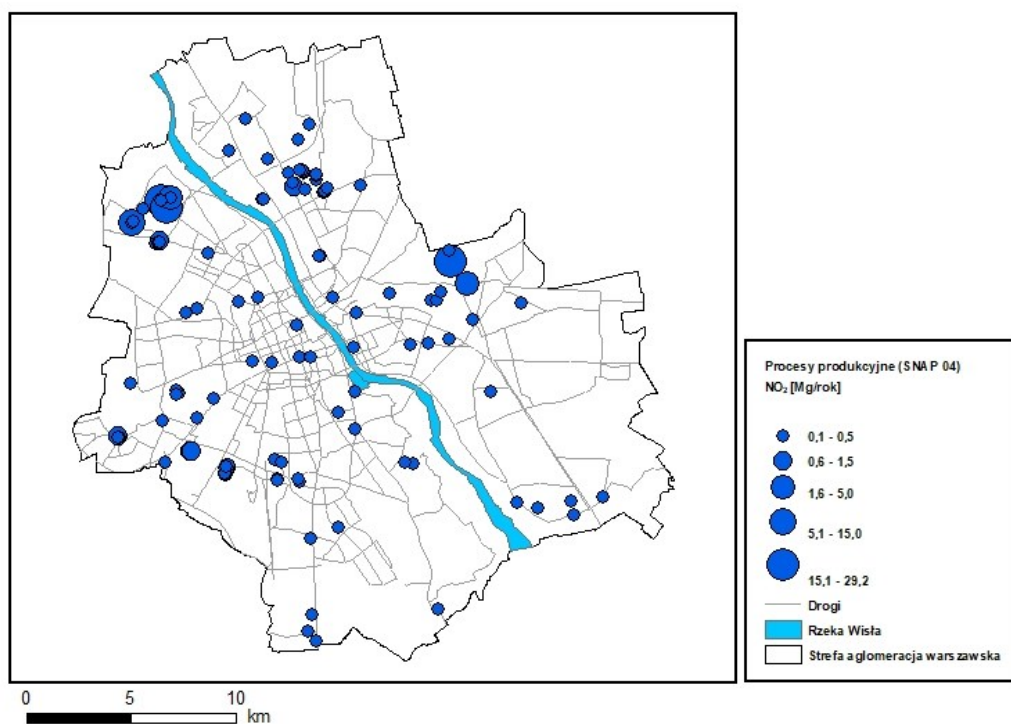 Procesy produkcyjne (SNAP 04)
NO₂ [Mg/rok]
0,1 - 0,5
0,6 - 1,5
1,6 - 5,0
5,1 - 15,0
15,1 - 29,2
Drogi
Rzeka Wisła
Strefa aglomeracja warszawska
0 5 10
km